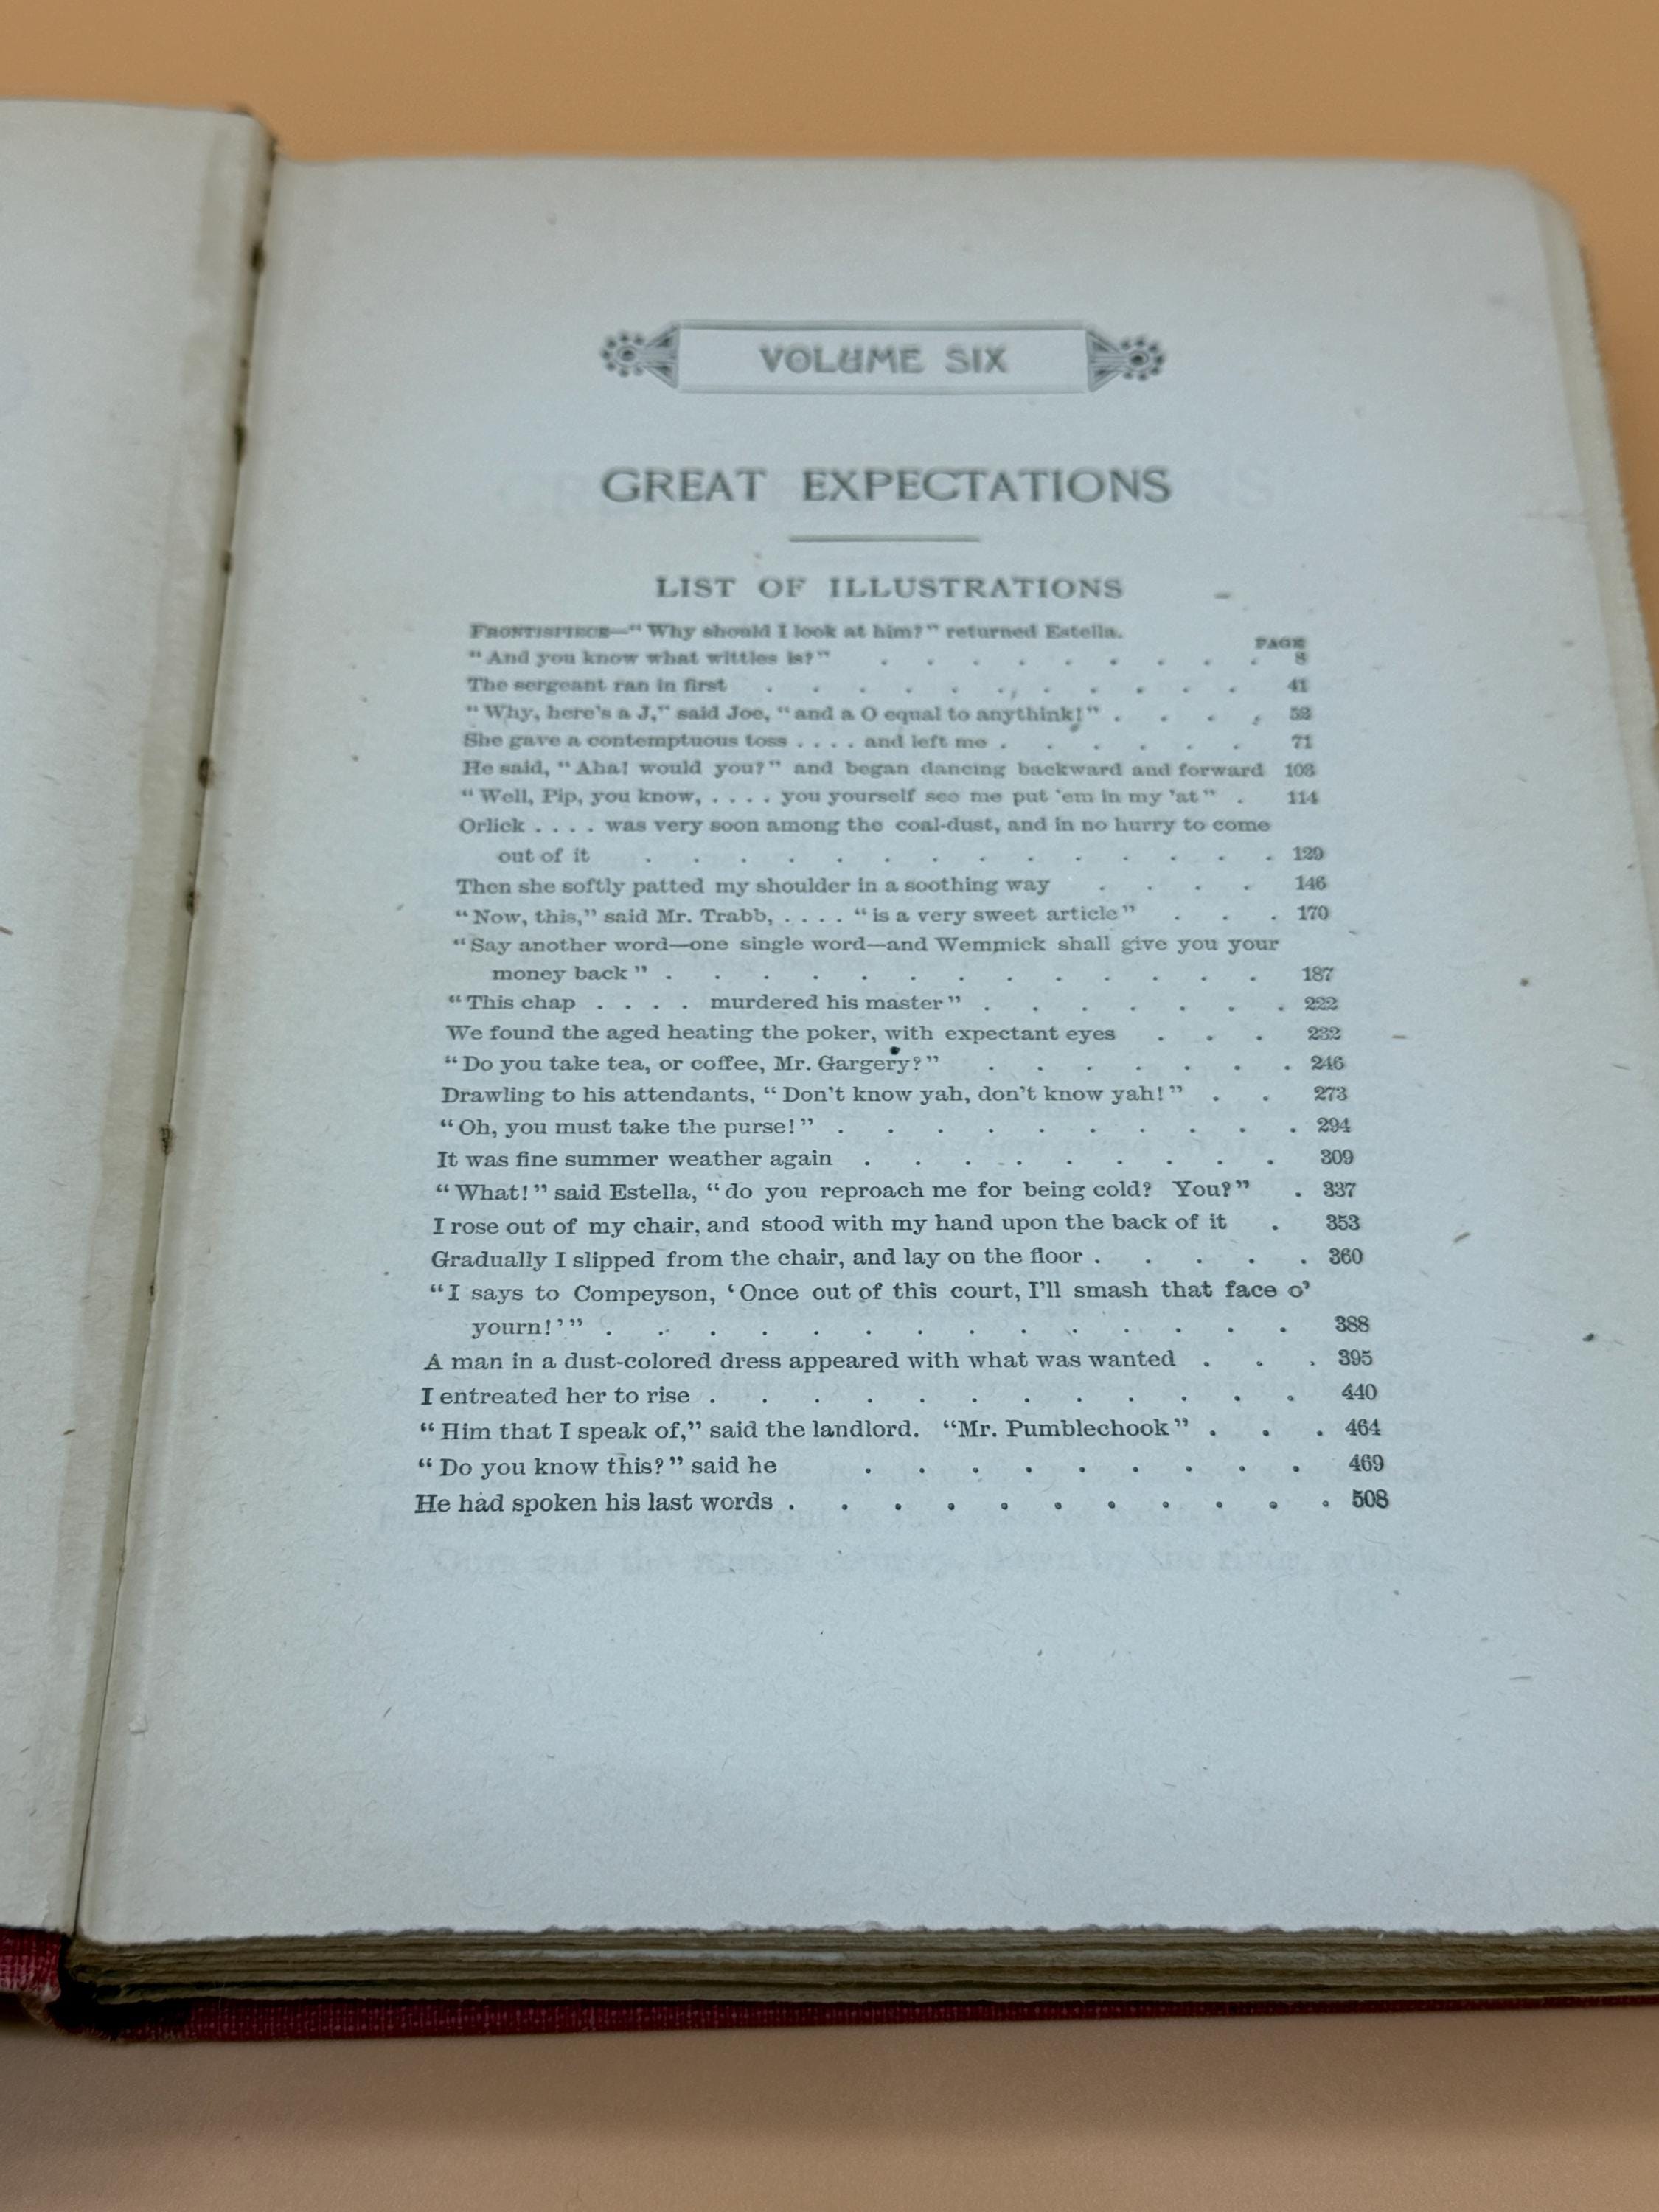 VOLUME SIX
GREAT EXPECTATIONS
LIST OF ILLUSTRATIONS
FRONTISPIECE—"Why should I look at him?" returned Estella.
PAGE
"And you know what wittles is?" . . . . . . . . . 8
The sergeant ran in first . . . . . . . . . . . 41
"Why, here's a J," said Joe, "and a O equal to anythink!" . . . . 52
She gave a contemptuous toss . . . . and left me . . . . . . 71
He said, "Aha! would you?" and began dancing backward and forward 103
"Well, Pip, you know, . . . . you yourself see me put 'em in my 'at" . 114
Orlick . . . . was very soon among the coal-dust, and in no hurry to come
out of it . . . . . . . . . . . . . . 129
Then she softly patted my shoulder in a soothing way . . . . 146
"Now, this," said Mr. Trabb, . . . . "is a very sweet article" . . . 170
"Say another word—one single word—and Wemmick shall give you your
money back" . . . . . . . . . . . . . 187
"This chap . . . . murdered his master" . . . . . . . 222
We found the aged heating the poker, with expectant eyes . . . 232
"Do you take tea, or coffee, Mr. Gargery?" . . . . . . . 246
Drawling to his attendants, "Don't know yah, don't know yah!" . . 273
"Oh, you must take the purse!" . . . . . . . . . . 294
It was fine summer weather again . . . . . . . . . 309
"What!" said Estella, "do you reproach me for being cold? You?" . 337
I rose out of my chair, and stood with my hand upon the back of it . 353
Gradually I slipped from the chair, and lay on the floor . . . . . 360
"I says to Compeyson, 'Once out of this court, I'll smash that face o'
yourn!'" . . . . . . . . . . . . . . 388
A man in a dust-colored dress appeared with what was wanted . . . 395
I entreated her to rise . . . . . . . . . . . . 440
"Him that I speak of," said the landlord. "Mr. Pumblechook" . . . 464
"Do you know this?" said he . . . . . . . . . 469
He had spoken his last words . . . . . . . . . . . 508